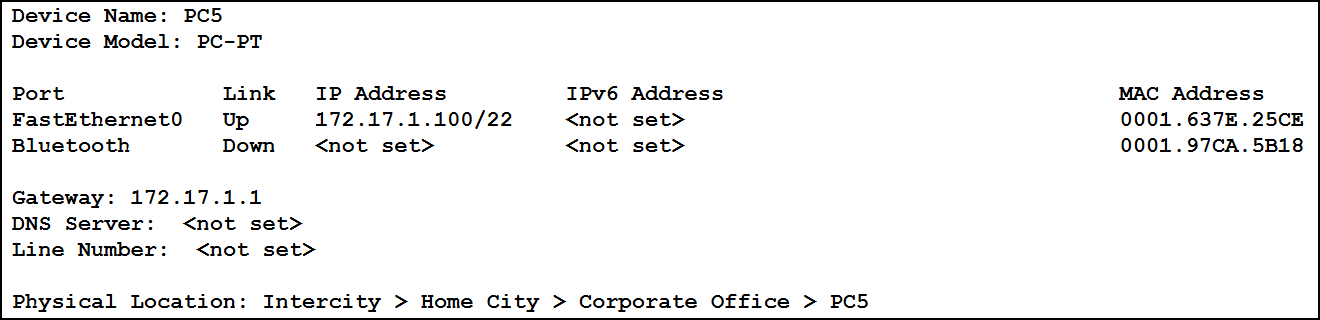 Device Name: PC5
Device Model: PC-PT
Port Link IP Address IPv6 Address MAC Address
FastEthernet0 Up 172.17.1.100/22 <not set> 0001.637E.25CE
Bluetooth Down <not set> <not set> 0001.97CA.5B18
Gateway: 172.17.1.1
DNS Server: <not set>
Line Number: <not set>
Physical Location: Intercity > Home City > Corporate Office > PC5